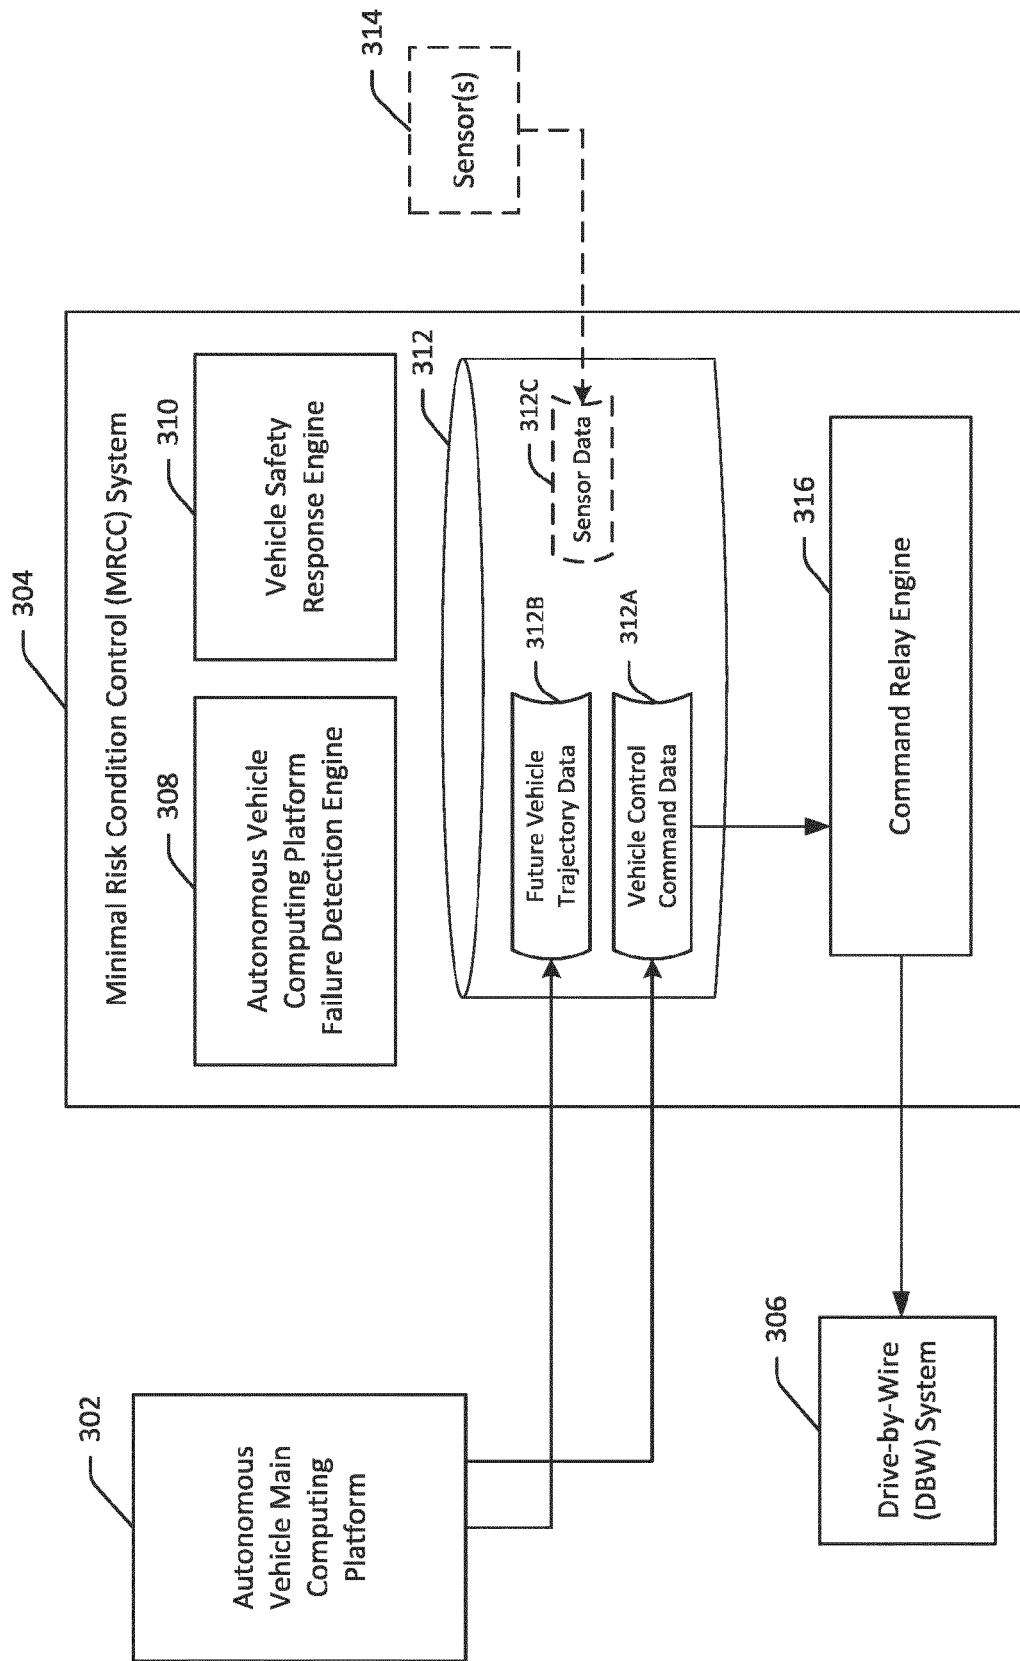 302
Autonomous
Vehicle Main
Computing
Platform
306
Drive-by-Wire
(DBW) System
304
Minimal Risk Condition Control (MRCC) System
308
Autonomous Vehicle
Computing Platform
Failure Detection Engine
310
Vehicle Safety
Response Engine
312
312B
Future Vehicle
Trajectory Data
312A
Vehicle Control
Command Data
312C
Sensor Data
316
Command Relay Engine
314
Sensor(s)